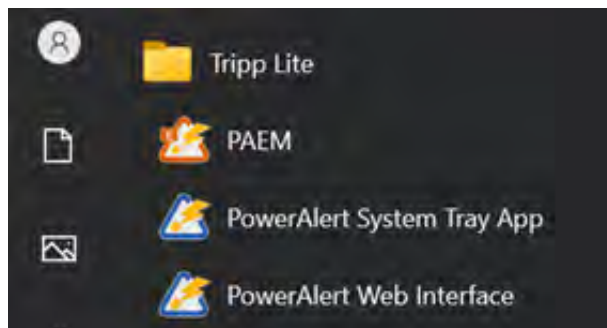 Tripp Lite
PAEM
PowerAlert System Tray App
PowerAlert Web Interface